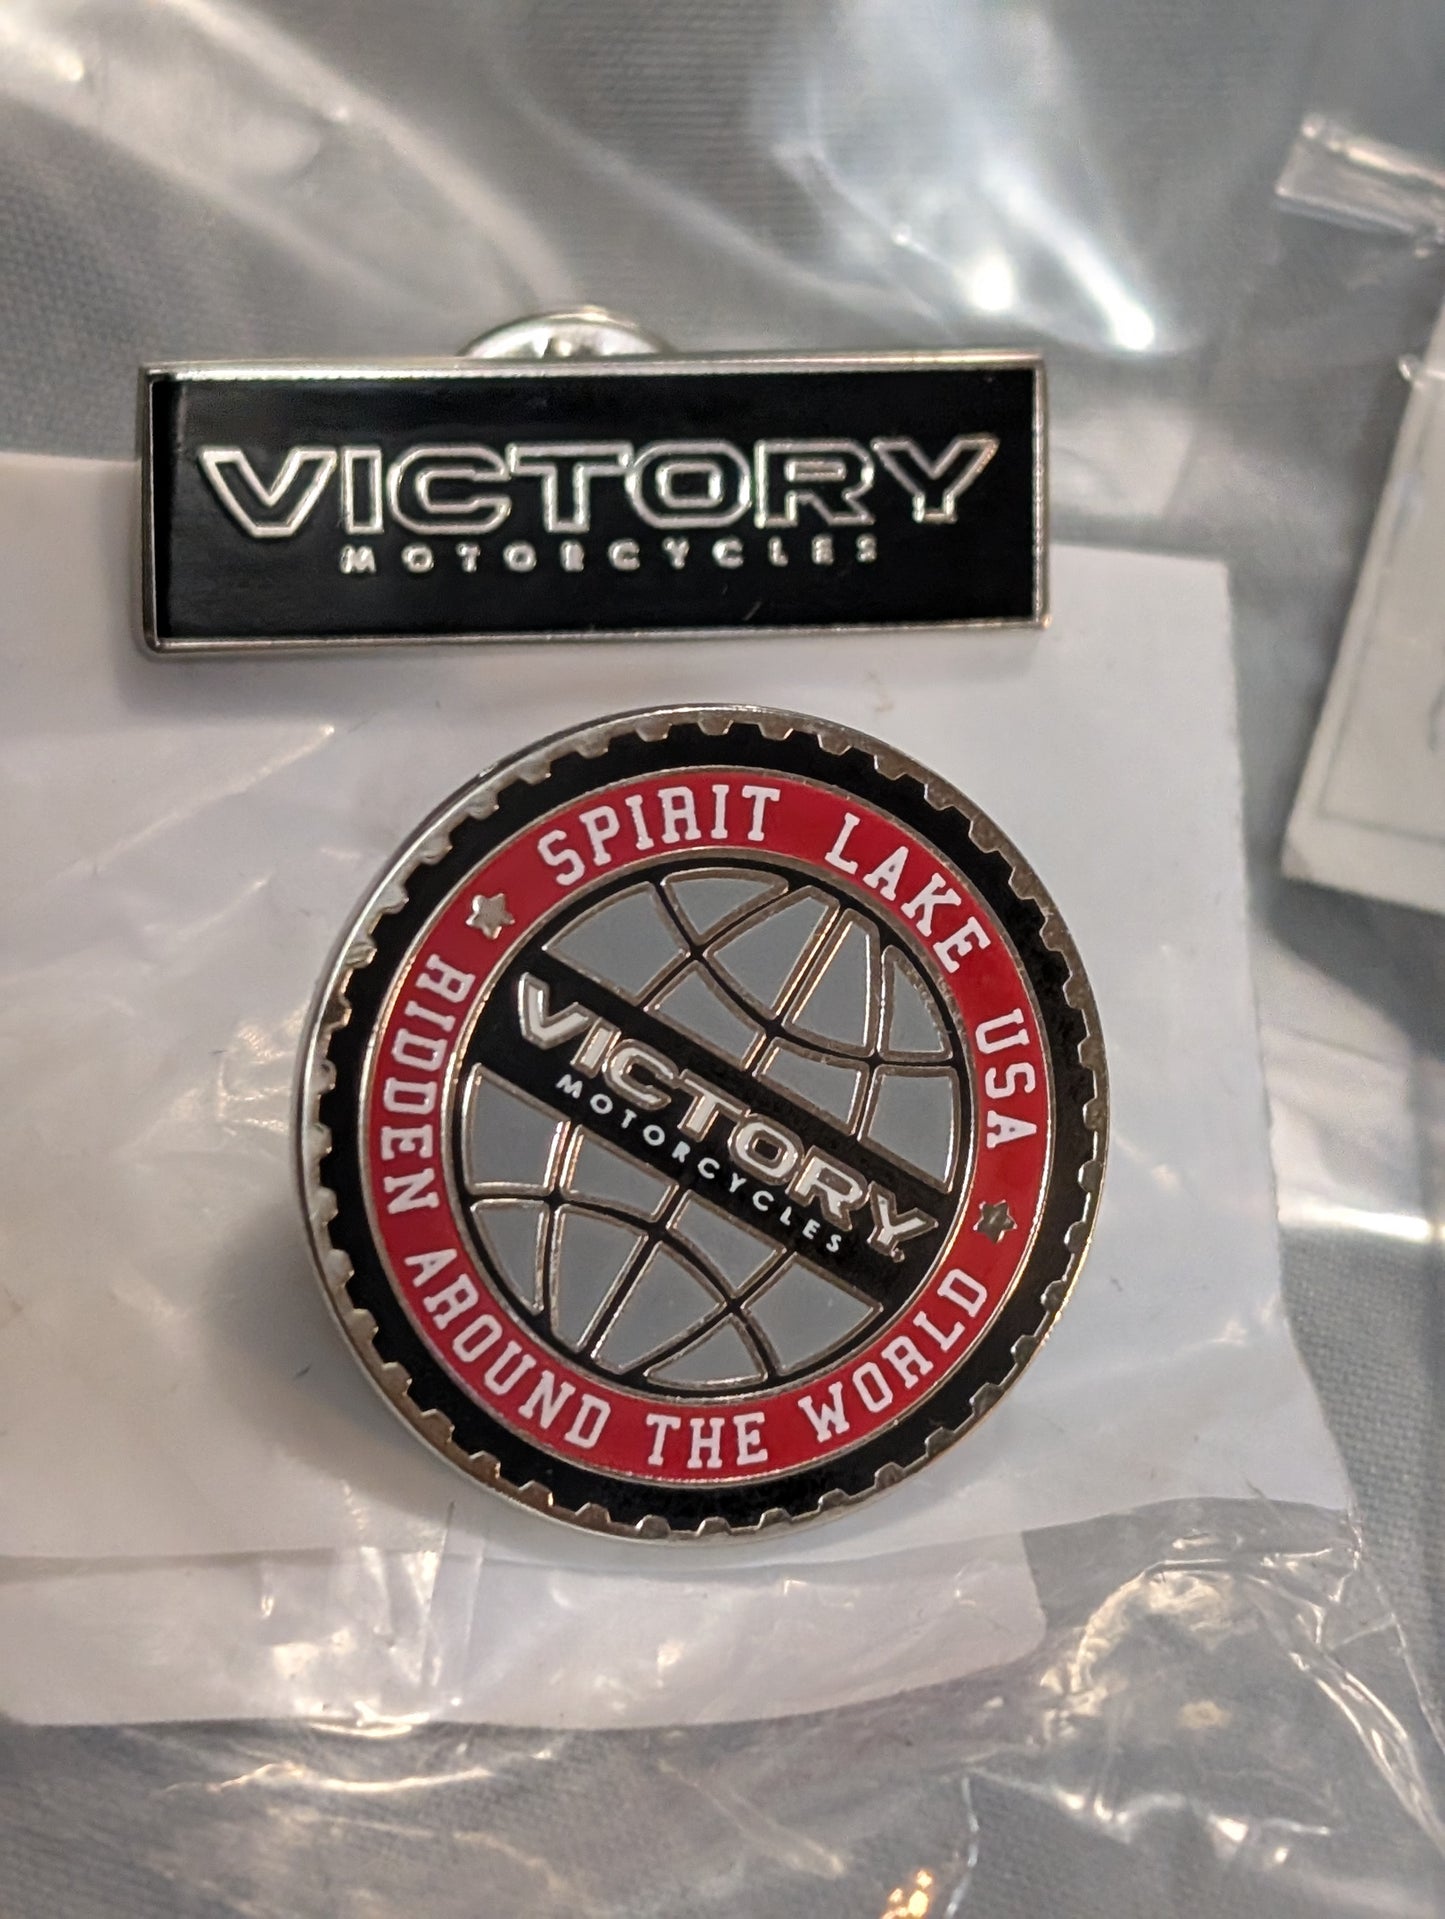 VICTORY
MOTORCYCLES
SPIRIT LAKE USA
VICTORY
MOTORCYCLES
RIDDEN AROUND THE WORLD